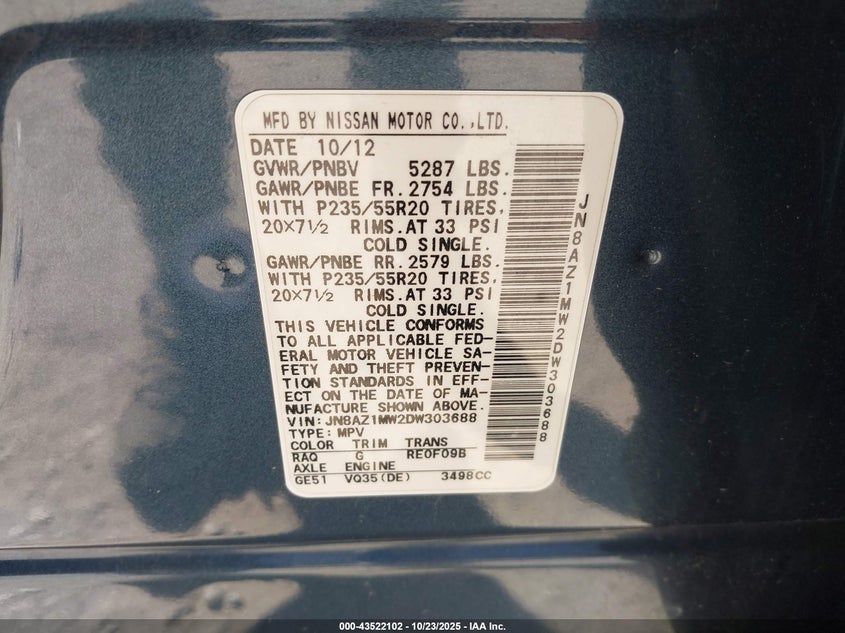 MFD BY NISSAN MOTOR CO.,LTD.
DATE 10/12
GVWR/PNBV 5287 LBS.
GAWR/PNBE FR. 2754 LBS.
WITH P235/55R20 TIRES,
20×7½ RIMS. AT 33 PSI
COLD SINGLE.
GAWR/PNBE RR. 2579 LBS.
WITH P235/55R20 TIRES,
20×7½ RIMS. AT 33 PSI
COLD SINGLE.
THIS VEHICLE CONFORMS
TO ALL APPLICABLE FED-
ERAL MOTOR VEHICLE SA-
FETY AND THEFT PREVEN-
TION STANDARDS IN EFF-
ECT ON THE DATE OF MA-
NUFACTURE SHOWN ABOVE.
VIN: JN8AZ1MW2DW303688
TYPE: MPV
COLOR TRIM TRANS
RAQ G RE0F09B
AXLE ENGINE
GE51 VQ35(DE) 3498CC
JN8AZ1MW2DW303688
000-43522102 - 10/23/2025 - IAA Inc.